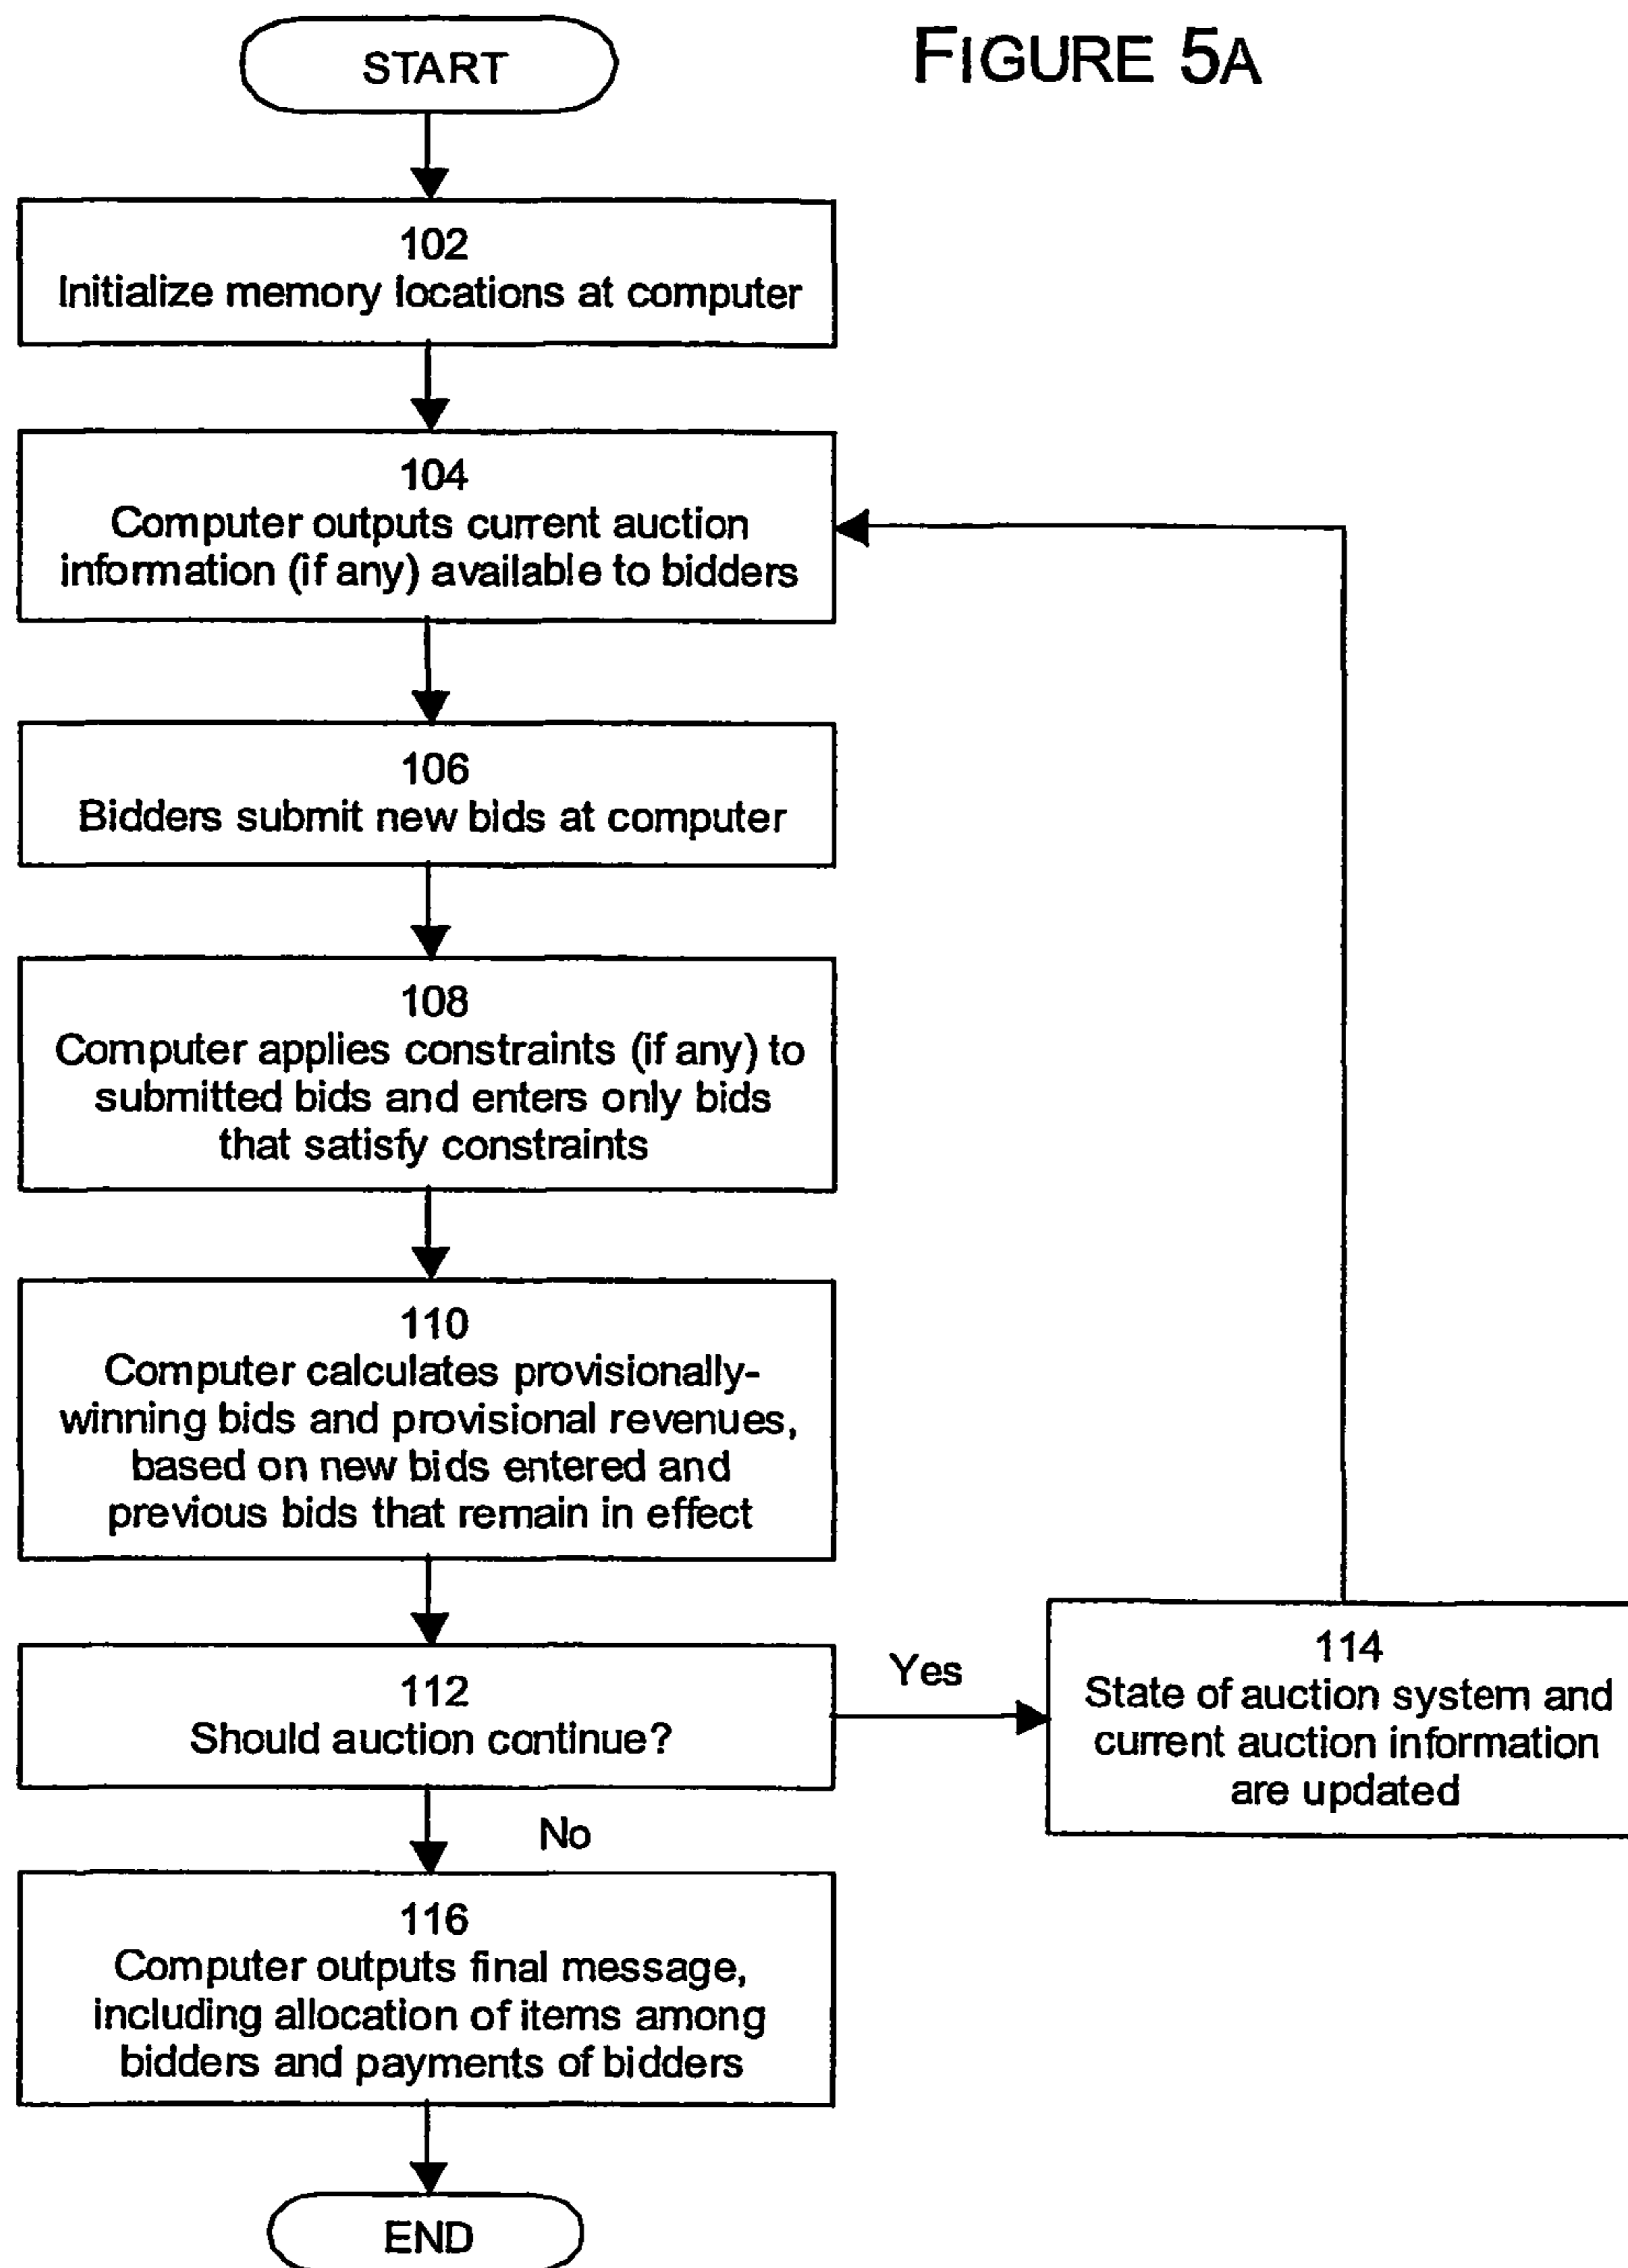 FIGURE 5A
START
102
Initialize memory locations at computer
104
Computer outputs current auction
information (if any) available to bidders
106
Bidders submit new bids at computer
108
Computer applies constraints (if any) to
submitted bids and enters only bids
that satisfy constraints
110
Computer calculates provisionally-
winning bids and provisional revenues,
based on new bids entered and
previous bids that remain in effect
112
Should auction continue?
Yes
114
State of auction system and
current auction information
are updated
No
116
Computer outputs final message,
including allocation of items among
bidders and payments of bidders
END